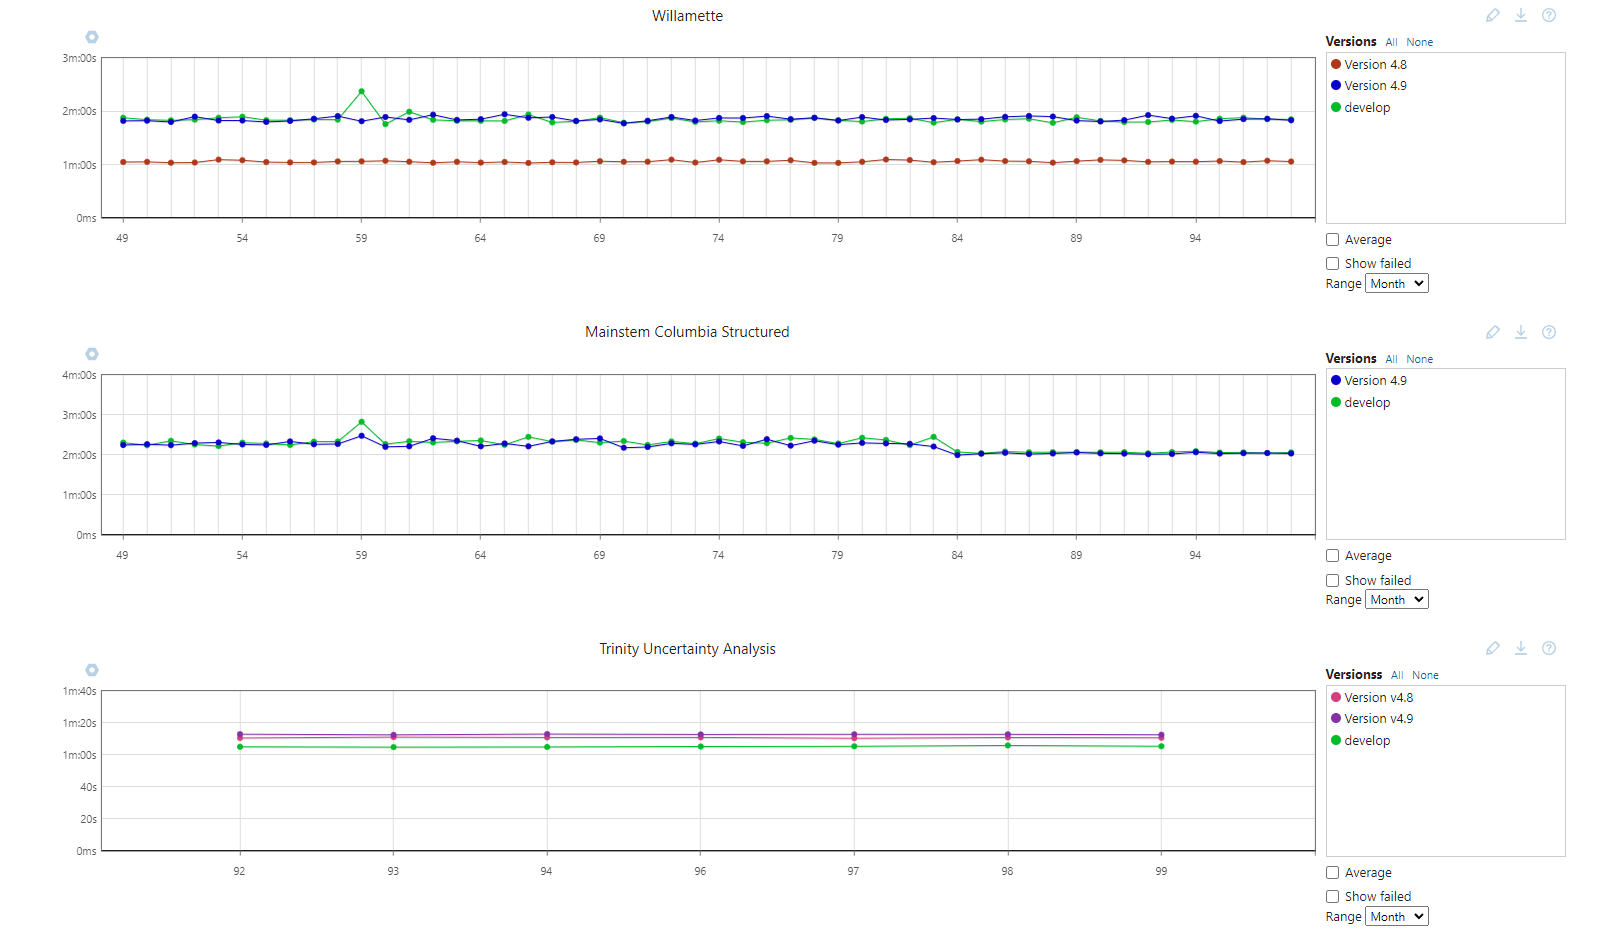 Willamette
Versions All None
3m:00s
2m:00s
1m:00s
0ms
49 54 59 64 69 74 79 84 89 94
Version 4.8
Version 4.9
develop
Average
Show failed
Range Month
Mainstem Columbia Structured
Versions All None
4m:00s
3m:00s
2m:00s
1m:00s
0ms
49 54 59 64 69 74 79 84 89 94
Version 4.9
develop
Average
Show failed
Range Month
Trinity Uncertainty Analysis
Versionss All None
1m:40s
1m:20s
1m:00s
40s
20s
0ms
92 93 94 96 97 98 99
Version v4.8
Version v4.9
develop
Average
Show failed
Range Month